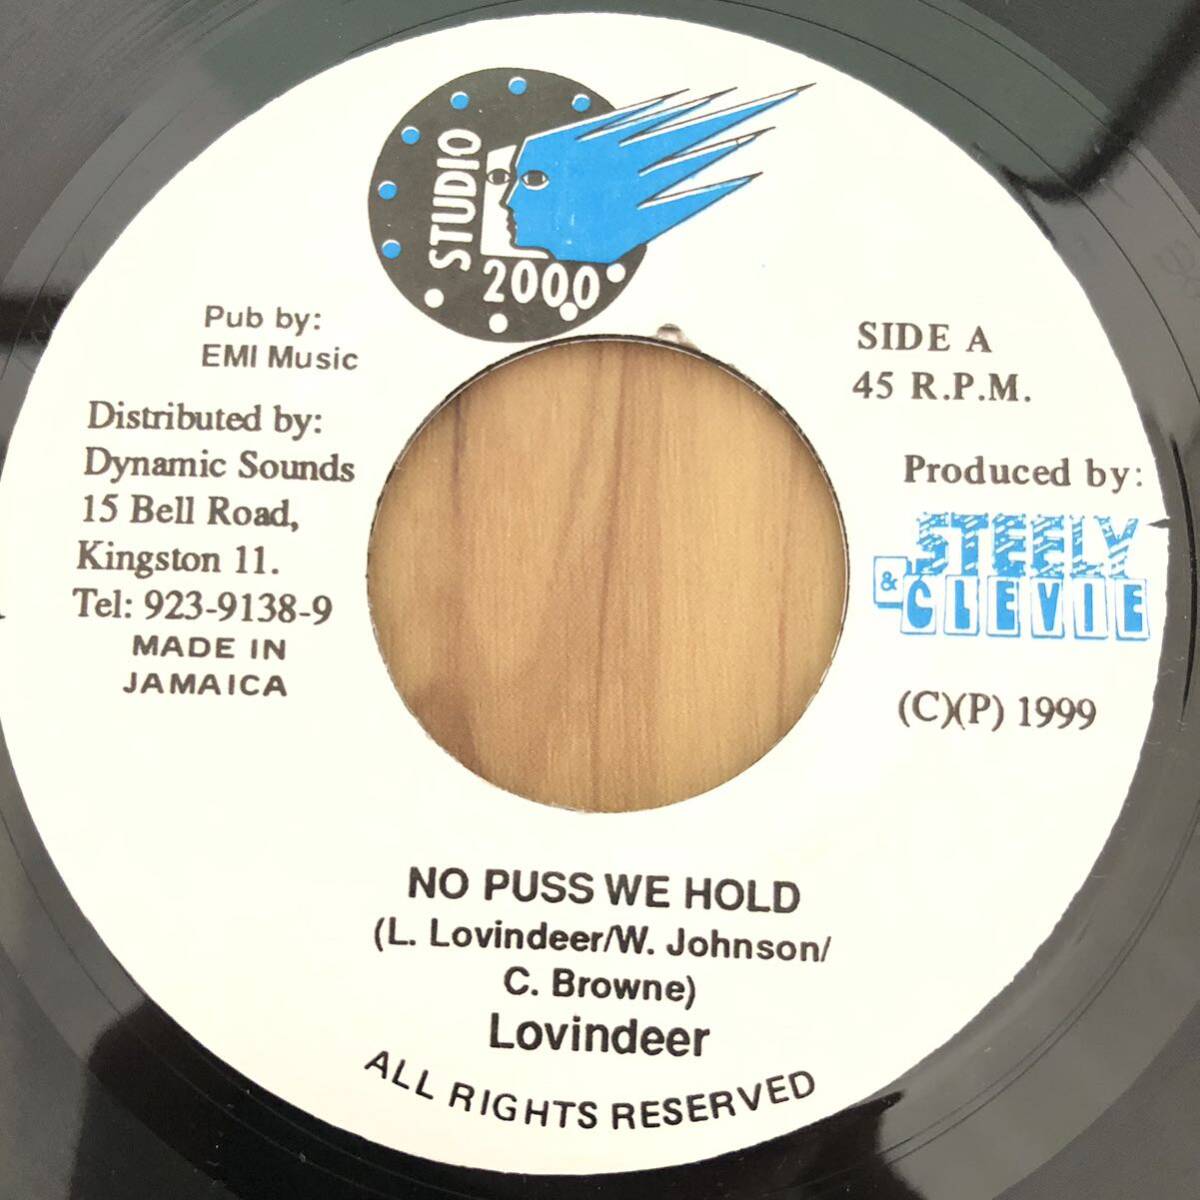 STUDIO
2000
Pub by:
EMI Music
Distributed by:
Dynamic Sounds
15 Bell Road,
Kingston 11.
Tel: 923-9138-9
MADE IN
JAMAICA
SIDE A
45 R.P.M.
Produced by:
STEELY
& CLEVIE
(C)(P) 1999
NO PUSS WE HOLD
(L. Lovindeer/W. Johnson/
C. Browne)
Lovindeer
ALL RIGHTS RESERVED